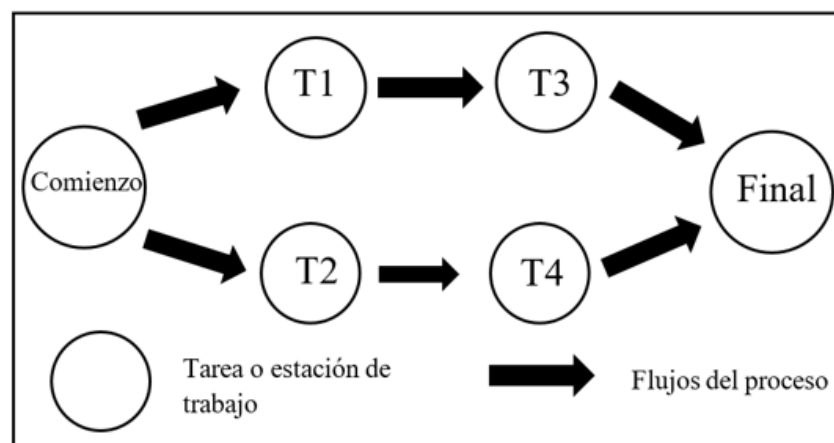 T1
T3
Comienzo
Final
T2
T4
Tarea o estación de
trabajo
Flujos del proceso